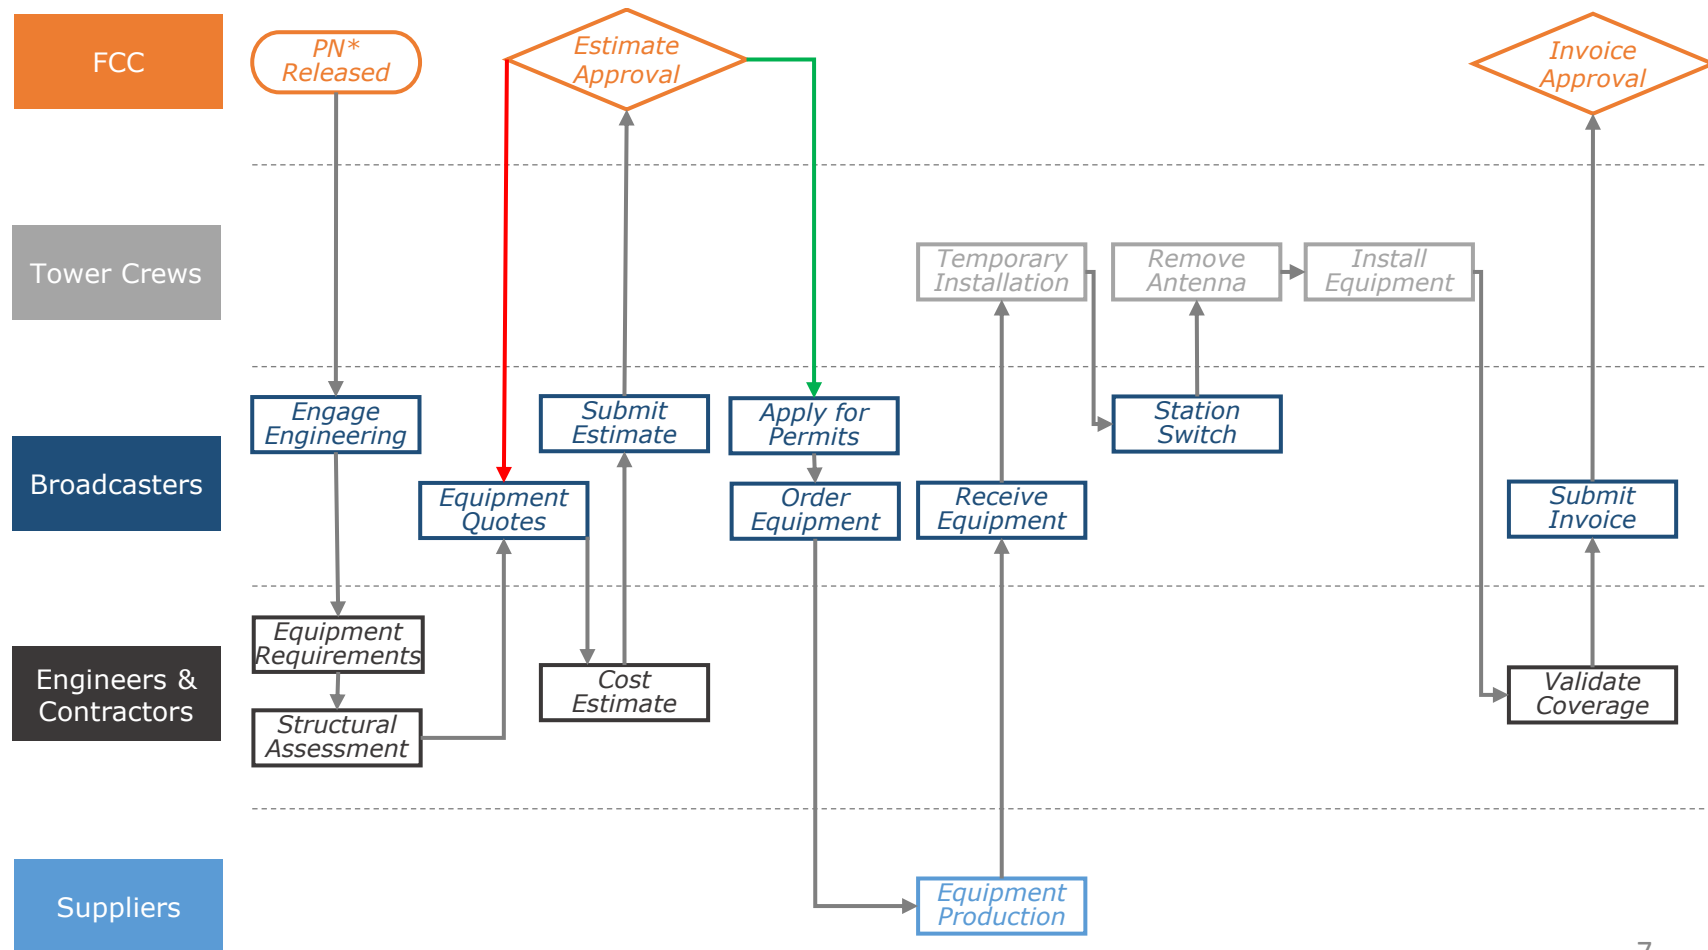 FCC
PN*
Released
Estimate
Approval
Invoice
Approval
Tower Crews
Temporary
Installation
Remove
Antenna
Install
Equipment
Broadcasters
Engage
Engineering
Submit
Estimate
Apply for
Permits
Station
Switch
Equipment
Quotes
Order
Equipment
Receive
Equipment
Submit
Invoice
Engineers &
Contractors
Equipment
Requirements
Structural
Assessment
Cost
Estimate
Validate
Coverage
Suppliers
Equipment
Production
7